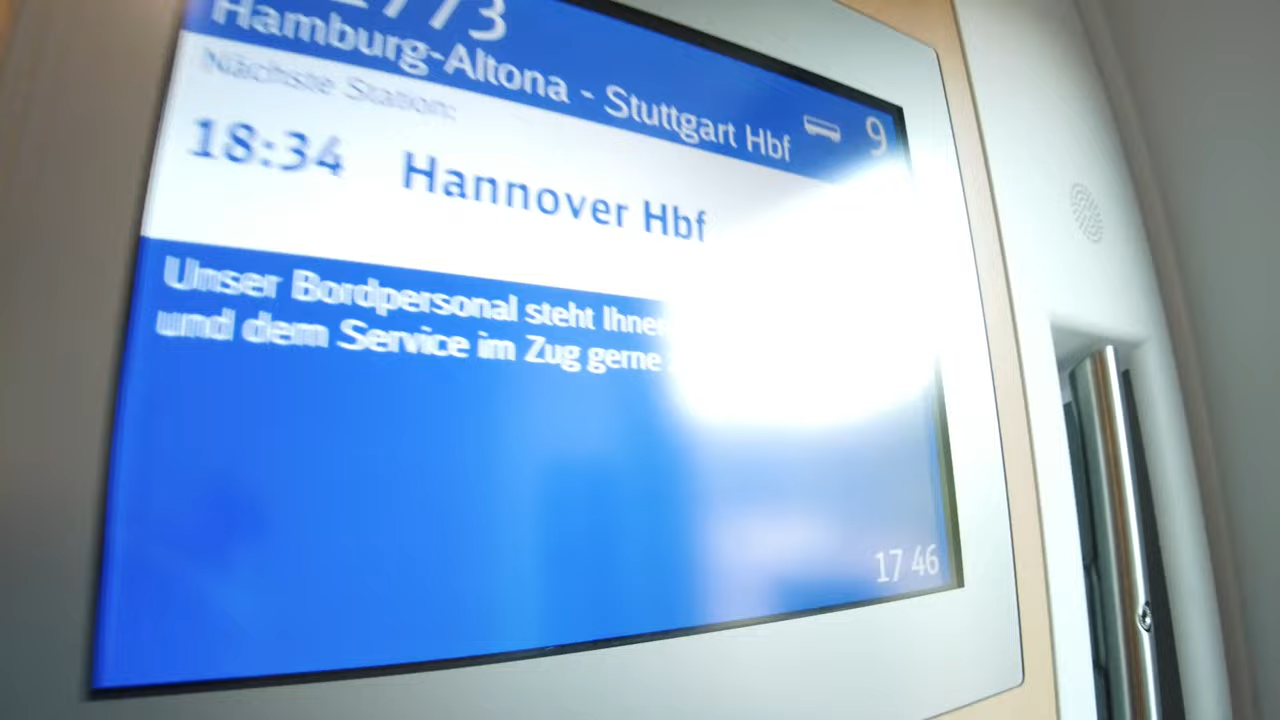 773
Hamburg-Altona - Stuttgart Hbf 9
Nächste Station:
18:34 Hannover Hbf
Unser Bordpersonal steht Ihnen
und dem Service im Zug gerne
17 46